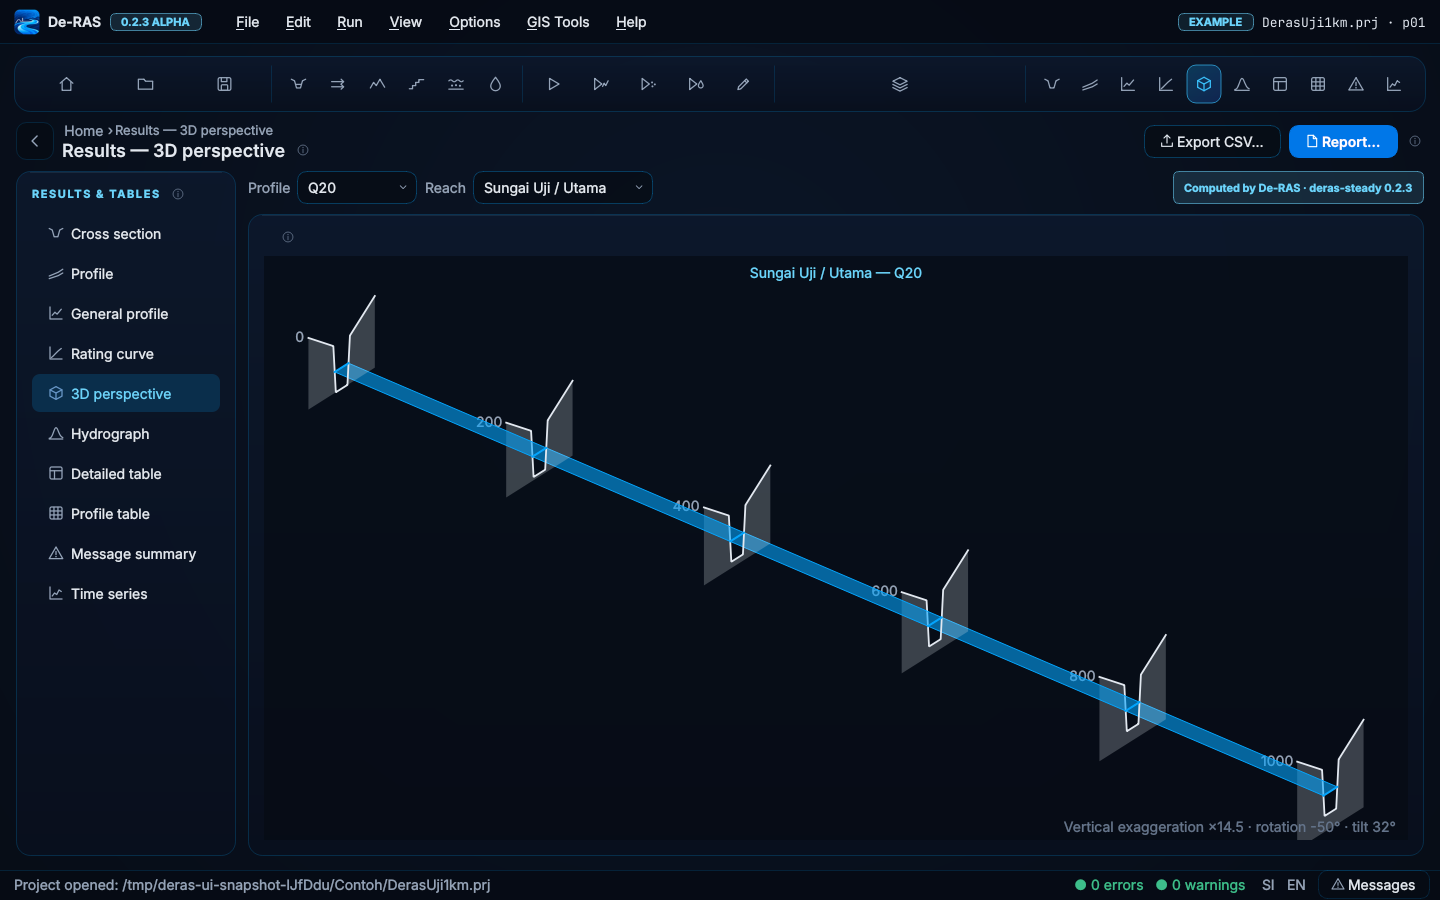 De-RAS 0.2.3 ALPHA File Edit Run View Options GIS Tools Help EXAMPLE DerasUji1km.prj · p01
Home › Results — 3D perspective
Results — 3D perspective
Export CSV... Report...
RESULTS & TABLES
Cross section
Profile
General profile
Rating curve
3D perspective
Hydrograph
Detailed table
Profile table
Message summary
Time series
Profile Q20 Reach Sungai Uji / Utama Computed by De-RAS · deras-steady 0.2.3
Sungai Uji / Utama — Q20
0
200
400
600
800
1000
Vertical exaggeration ×14.5 · rotation -50° · tilt 32°
Project opened: /tmp/deras-ui-snapshot-IJfDdu/Contoh/DerasUji1km.prj 0 errors 0 warnings SI EN Messages